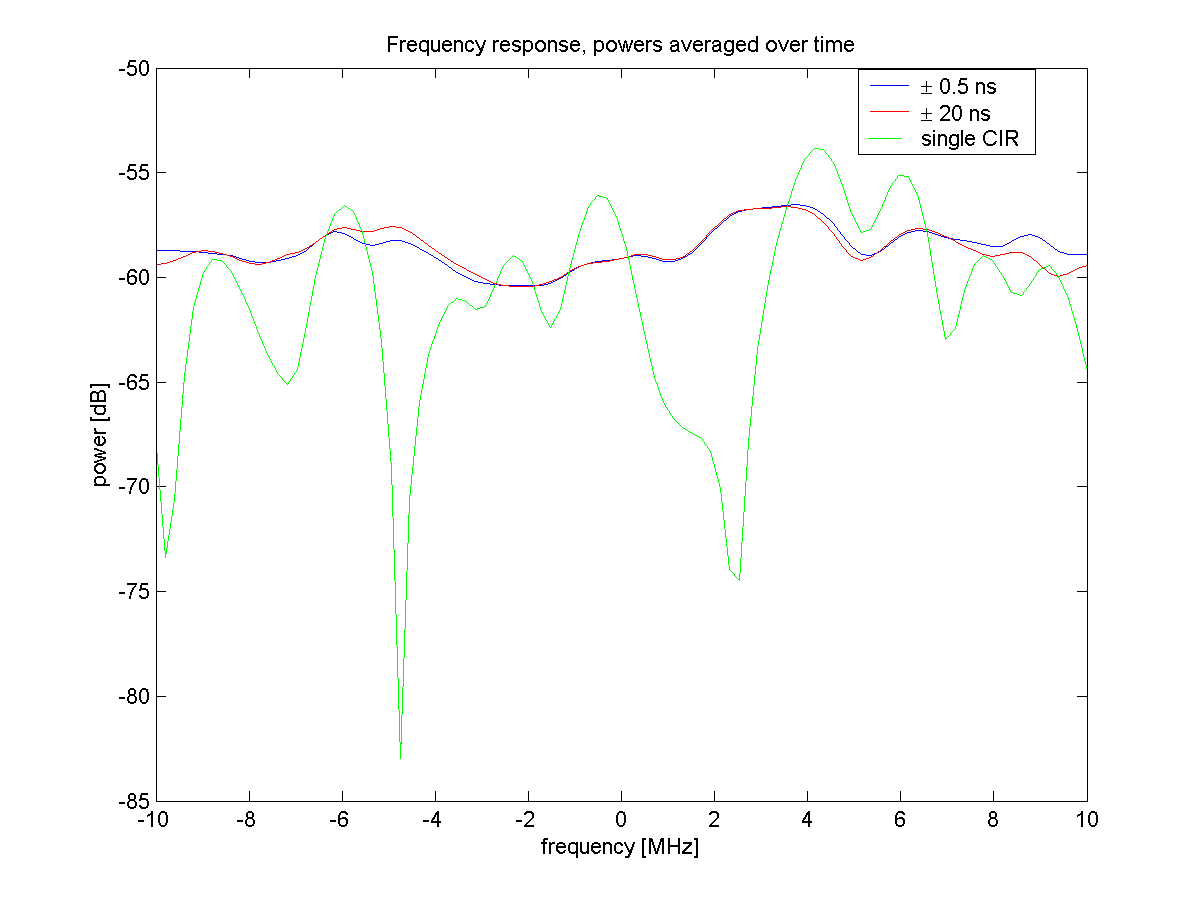 Frequency response, powers averaged over time
-50
-55
-60
-65
-70
-75
-80
-85
power [dB]
± 0.5 ns
± 20 ns
single CIR
-10 -8 -6 -4 -2 0 2 4 6 8 10
frequency [MHz]